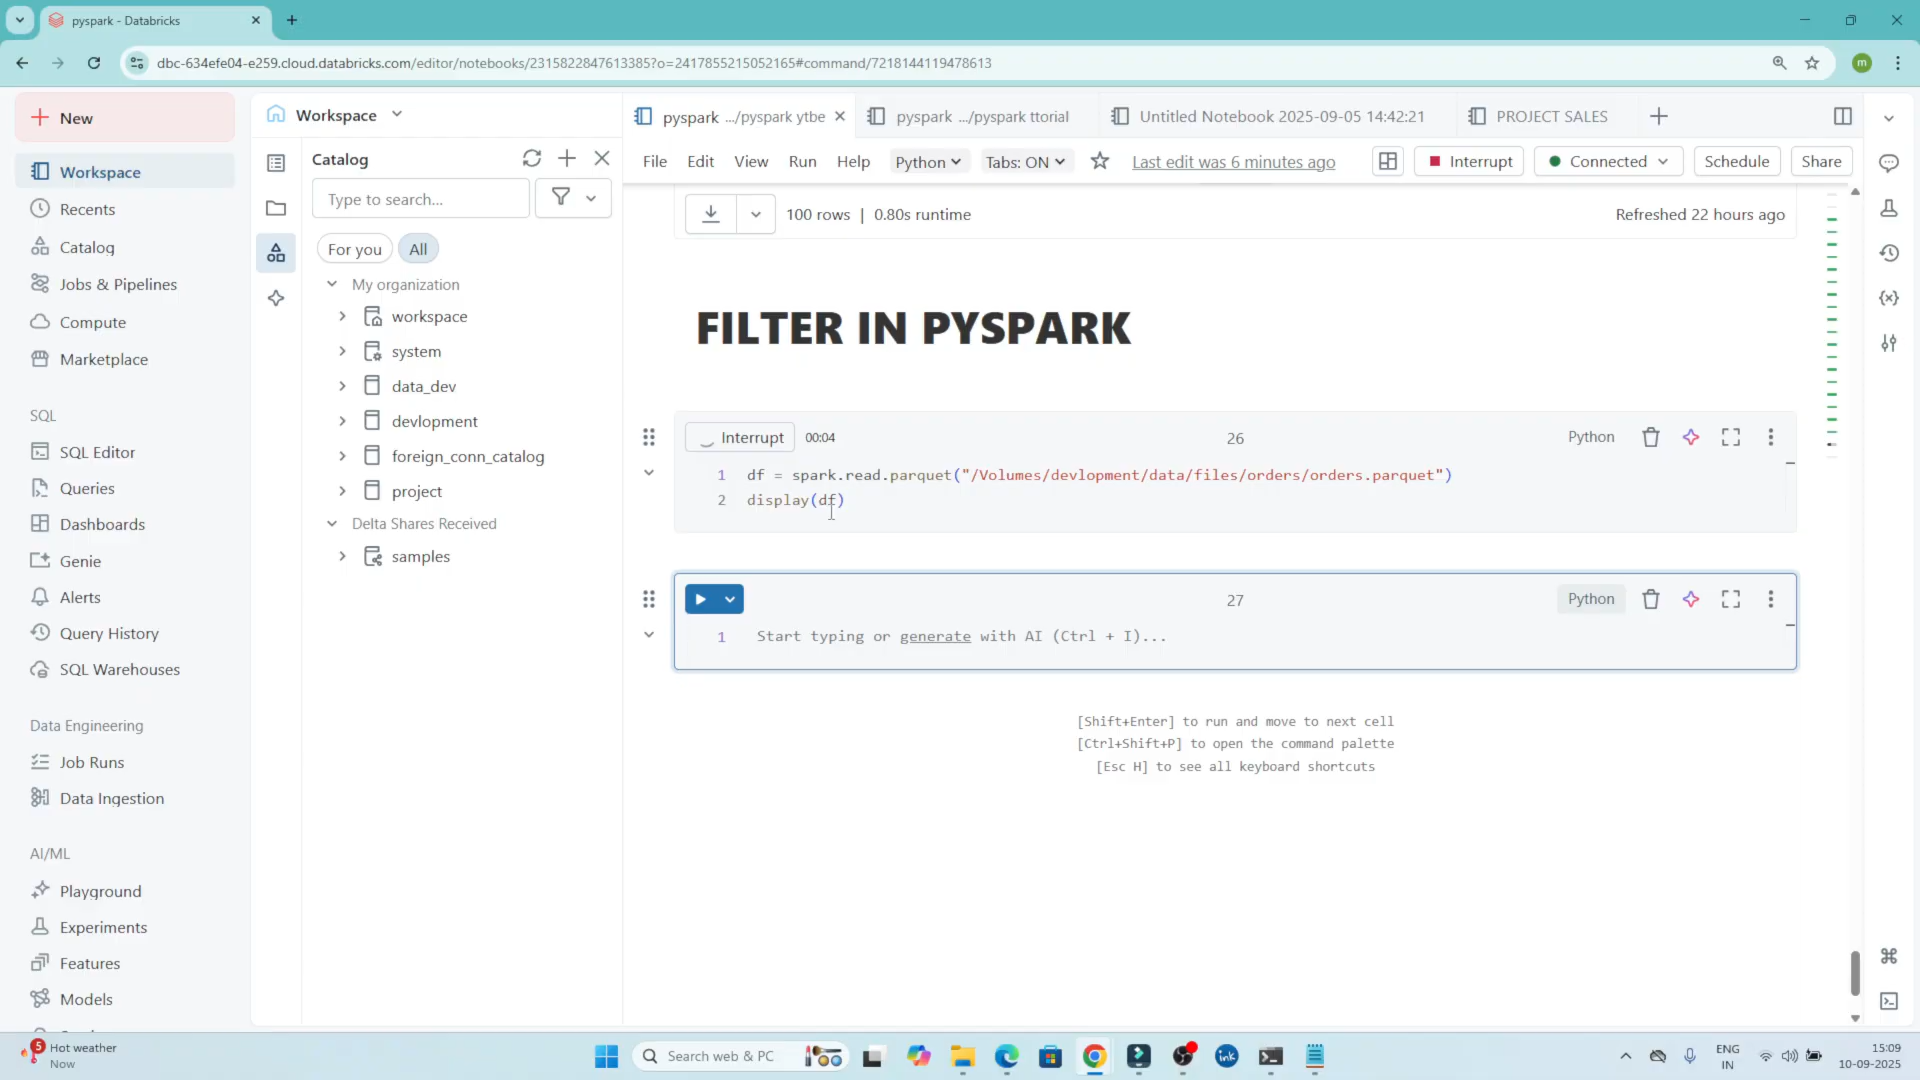 pyspark - Databricks
dbc-634efe04-e259.cloud.databricks.com/editor/notebooks/2315822847613385?o=2417855215052165#command/7218144119478613
m
New
Workspace
Recents
Catalog
Jobs & Pipelines
Compute
Marketplace
SQL
SQL Editor
Queries
Dashboards
Genie
Alerts
Query History
SQL Warehouses
Data Engineering
Job Runs
Data Ingestion
AI/ML
Playground
Experiments
Features
Models
Workspace
Catalog
Type to search...
For you
All
My organization
workspace
system
data_dev
devlopment
foreign_conn_catalog
project
Delta Shares Received
samples
pyspark .../pyspark ytbe
pyspark .../pyspark ttorial
Untitled Notebook 2025-09-05 14:42:21
PROJECT SALES
File Edit View Run Help Python Tabs: ON Last edit was 6 minutes ago Interrupt Connected Schedule Share
100 rows | 0.80s runtime
Refreshed 22 hours ago
FILTER IN PYSPARK
Interrupt 00:04 26 Python
1 df = spark.read.parquet("/Volumes/devlopment/data/files/orders/orders.parquet")
2 display(df)
27 Python
1 Start typing or generate with AI (Ctrl + I)...
[Shift+Enter] to run and move to next cell
[Ctrl+Shift+P] to open the command palette
[Esc H] to see all keyboard shortcuts
5
Hot weather
Now
Search web & PC
ink
ENG
IN
15:09
10-09-2025